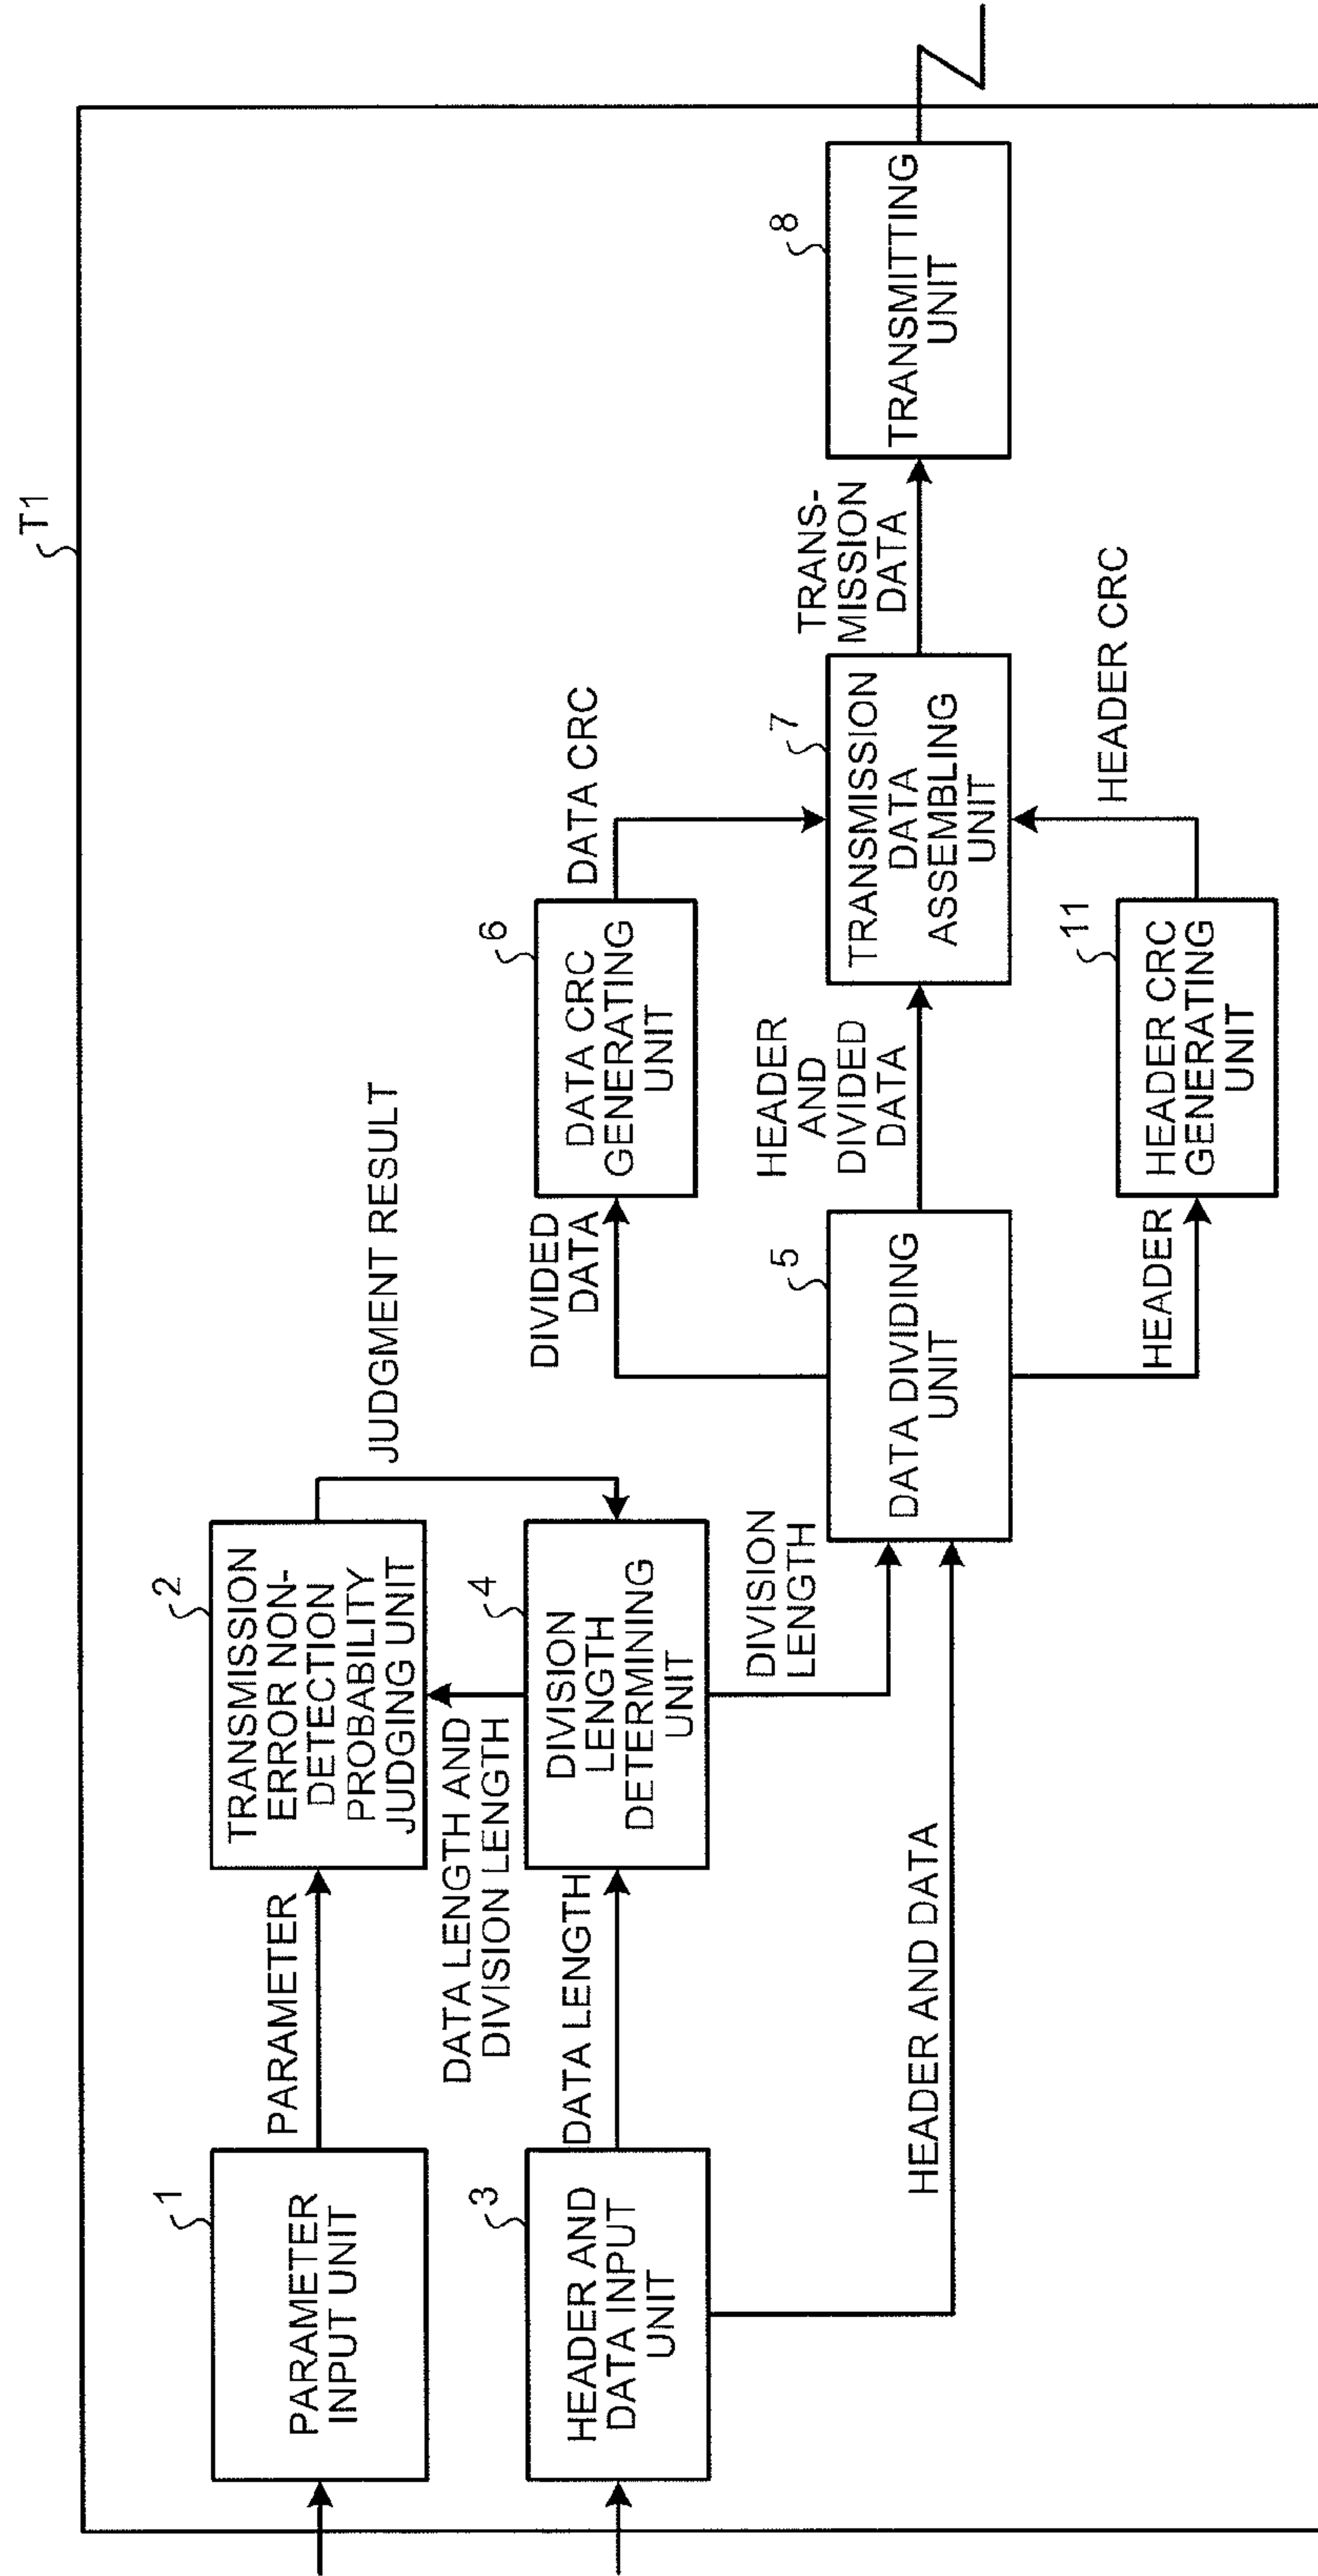 T1
1
PARAMETER
INPUT UNIT
PARAMETER
2
TRANSMISSION
ERROR NON-
DETECTION
PROBABILITY
JUDGING UNIT
JUDGMENT RESULT
3
HEADER AND
DATA INPUT
UNIT
DATA LENGTH
DATA LENGTH AND
DIVISION LENGTH
4
DIVISION
LENGTH
DETERMINING
UNIT
DIVISION
LENGTH
HEADER AND DATA
5
DATA DIVIDING
UNIT
DIVIDED
DATA
6
DATA CRC
GENERATING
UNIT
DATA CRC
HEADER
AND
DIVIDED
DATA
HEADER
11
HEADER CRC
GENERATING
UNIT
HEADER CRC
7
TRANSMISSION
DATA
ASSEMBLING
UNIT
TRANS-
MISSION
DATA
8
TRANSMITTING
UNIT